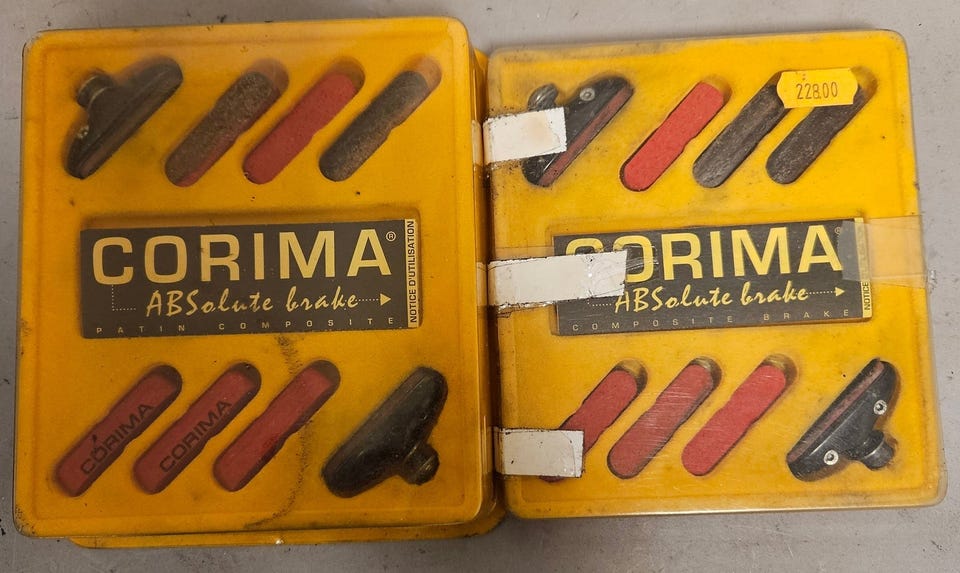 CORIMA®
ABSolute brake
PATIN COMPOSITE
NOTICE D'UTILISATION
CORIMA
CORIMA
228.00
CORIMA®
ABSolute brake
COMPOSITE BRAKE
NOTICE